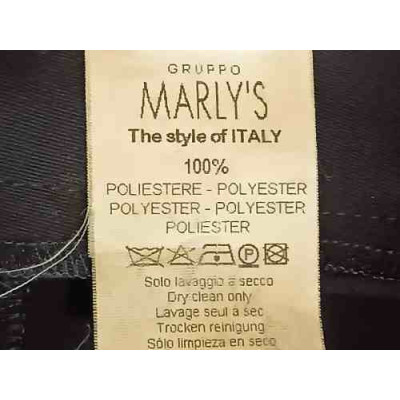 GRUPPO
MARLY'S
The style of ITALY
100%
POLIESTERE - POLYESTER
POLYESTER - POLYESTER
POLIESTER
P
Solo lavaggio a secco
Dry clean only
Lavage seul a sec
Trocken reinigung
Sólo limpieza en seco